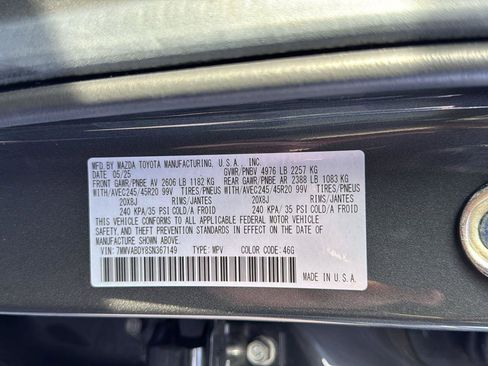 MFD. BY MAZDA TOYOTA MANUFACTURING, U.S.A., INC.
05/25 GVWR/PNBV 4976 LB 2257 KG
FRONT GAWR/PNBE AV 2606 LB 1182 KG REAR GAWR/PNBE AR 2388 LB 1083 KG
WITH/AVEC245/45R20 99V TIRES/PNEUS WITH/AVEC245/45R20 99V TIRES/PNEUS
20X8J RIMS/JANTES 20X8J RIMS/JANTES
240 KPA/35 PSI COLD/A FROID 240 KPA/ 35 PSI COLD/A FROID
THIS VEHICLE CONFORMS TO ALL APPLICABLE FEDERAL MOTOR VEHICLE
SAFETY, AND THEFT PREVENTION STANDARDS IN EFFECT ON THE DATE OF
MANUFACTURE SHOWN ABOVE.
VIN: 7MMVABDY8SN367149 TYPE: MPV COLOR CODE:46G
MADE IN U.S.A.